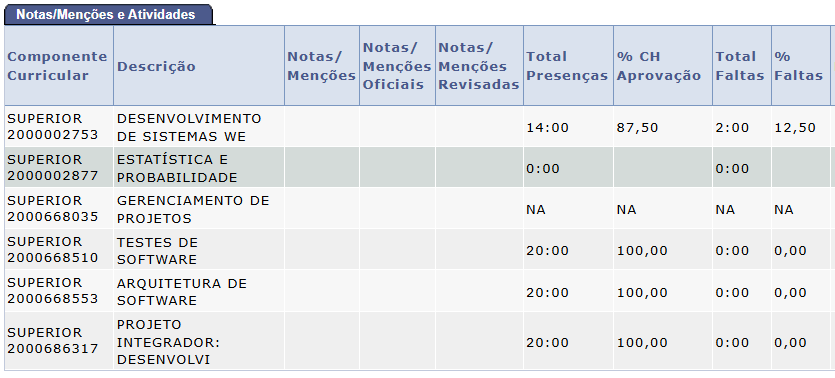 Notas/Menções e Atividades
Componente Curricular Descrição Notas/ Menções Notas/ Menções Oficiais Notas/ Menções Revisadas Total Presenças % CH Aprovação Total Faltas % Faltas
SUPERIOR 2000002753 DESENVOLVIMENTO DE SISTEMAS WE 14:00 87,50 2:00 12,50
SUPERIOR 2000002877 ESTATÍSTICA E PROBABILIDADE 0:00 0:00
SUPERIOR 2000668035 GERENCIAMENTO DE PROJETOS NA NA NA NA
SUPERIOR 2000668510 TESTES DE SOFTWARE 20:00 100,00 0:00 0,00
SUPERIOR 2000668553 ARQUITETURA DE SOFTWARE 20:00 100,00 0:00 0,00
SUPERIOR 2000686317 PROJETO INTEGRADOR: DESENVOLVI 20:00 100,00 0:00 0,00